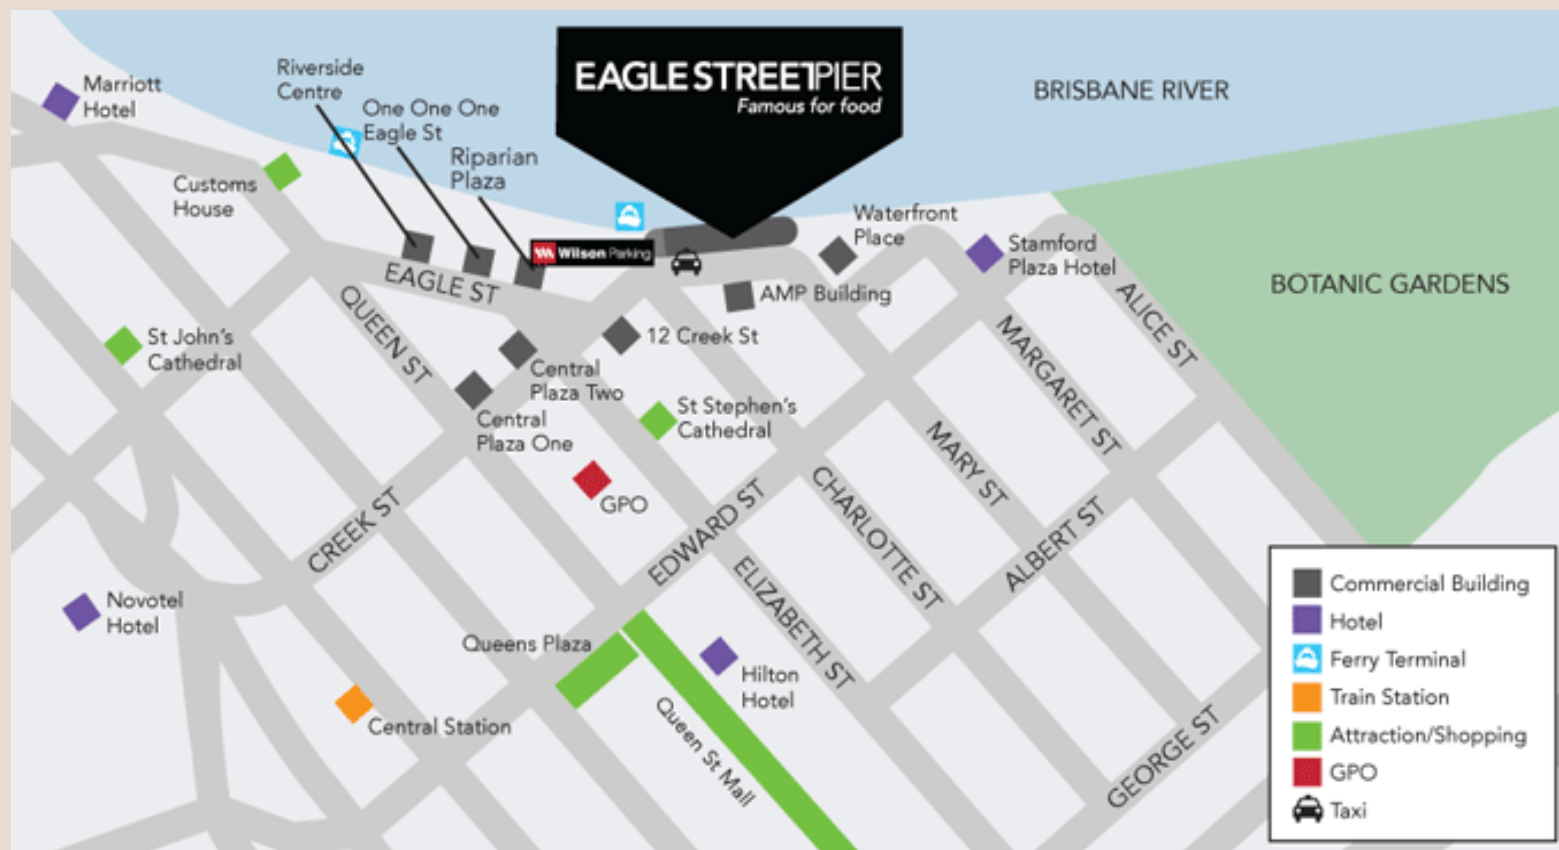 EAGLE STREET PIER
Famous for food
BRISBANE RIVER
BOTANIC GARDENS
Marriott
Hotel
Riverside
Centre
One One One
Eagle St
Riparian
Plaza
Customs
House
Wilson Parking
Waterfront
Place
Stamford
Plaza Hotel
EAGLE ST
AMP Building
ALICE ST
QUEEN ST
St John's
Cathedral
12 Creek St
MARGARET ST
Central
Plaza Two
Central
Plaza One
St Stephen's
Cathedral
MARY ST
GPO
CREEK ST
EDWARD ST
CHARLOTTE ST
ALBERT ST
ELIZABETH ST
Novotel
Hotel
Queens Plaza
Hilton
Hotel
Central Station
Queen St Mall
GEORGE ST
Commercial Building
Hotel
Ferry Terminal
Train Station
Attraction/Shopping
GPO
Taxi